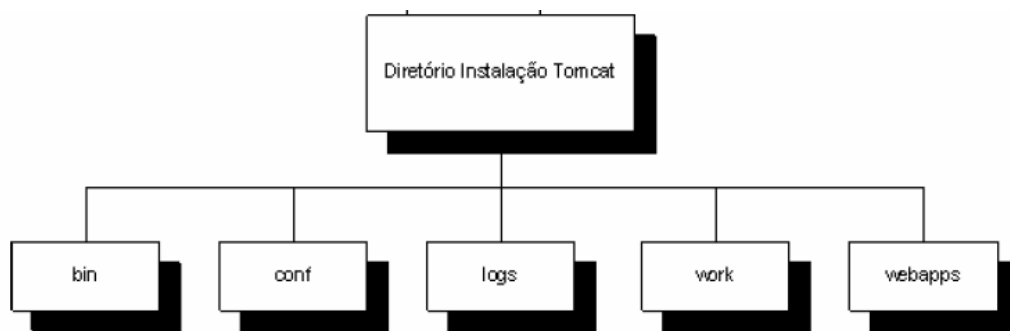 Diretório Instalação Tomcat
bin
conf
logs
work
webapps